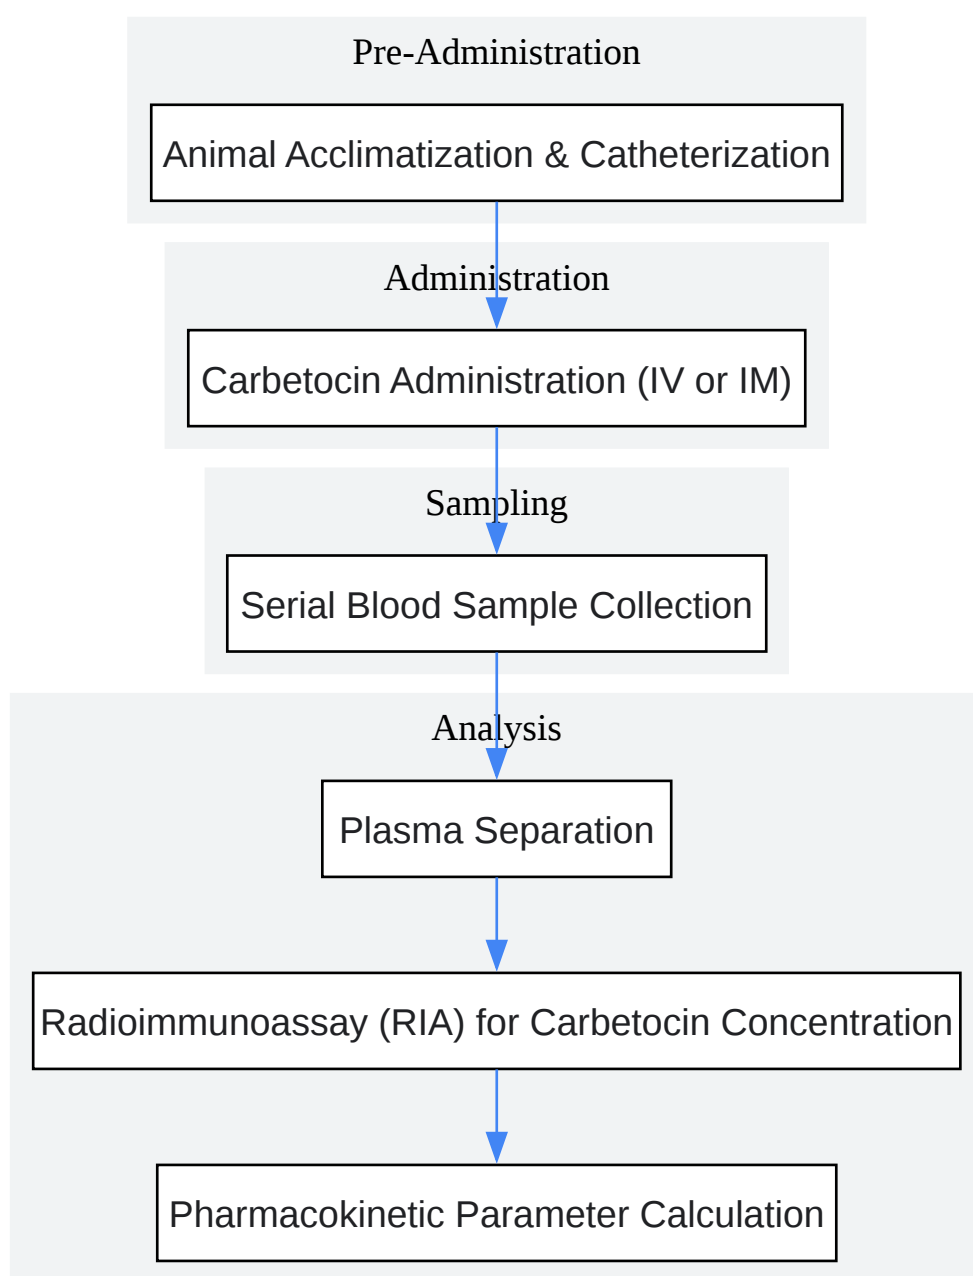 Pre-Administration
Animal Acclimatization & Catheterization
Administration
Carbetocin Administration (IV or IM)
Sampling
Serial Blood Sample Collection
Analysis
Plasma Separation
Radioimmunoassay (RIA) for Carbetocin Concentration
Pharmacokinetic Parameter Calculation